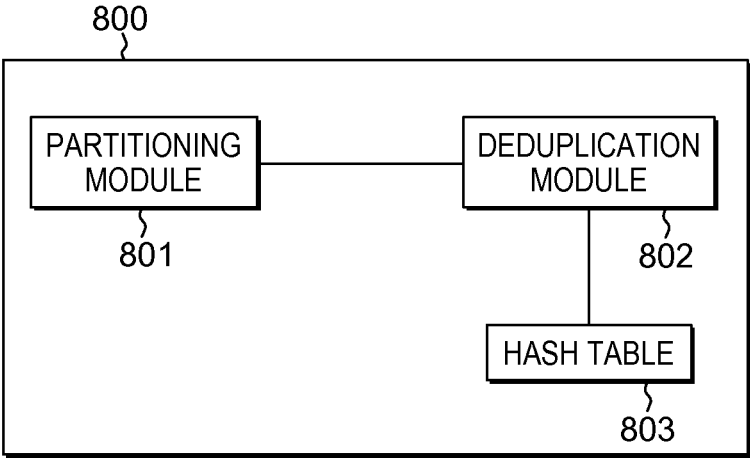 800
PARTITIONING
MODULE
801
DEDUPLICATION
MODULE
802
HASH TABLE
803